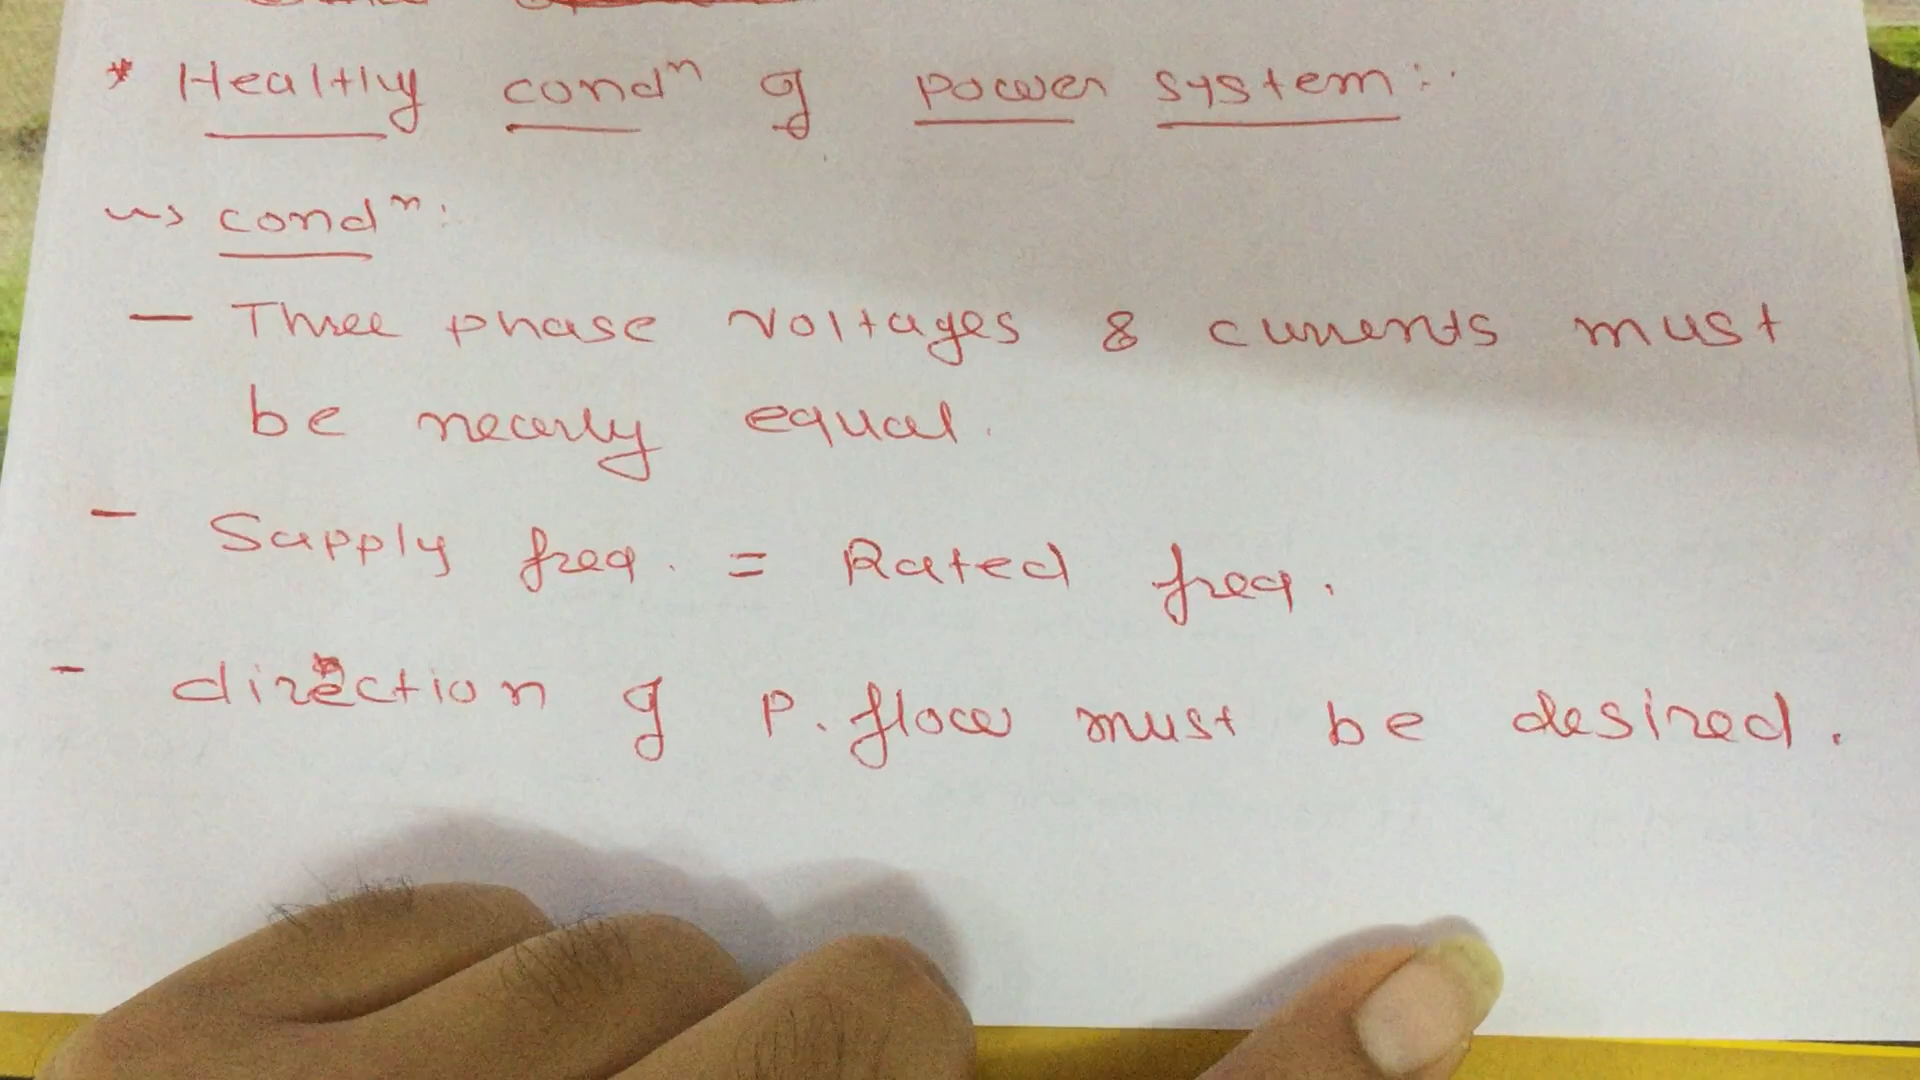 * Healthy condⁿ of power system:-
↝ condⁿ:
— Three phase voltages & currents must
be nearly equal.
- Supply freq. = Rated freq.
- direction of P. flow must be desired.